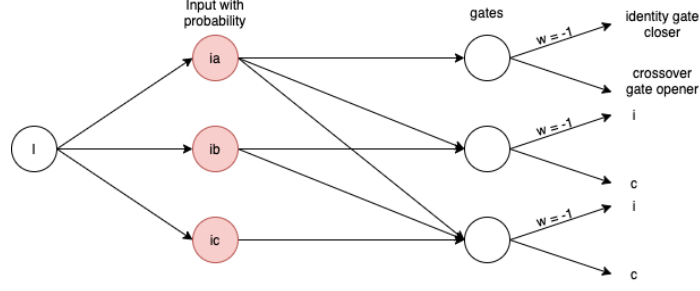 Input with
probability
gates
identity gate
closer
w = -1
ia
crossover
gate opener
w = -1
i
I
ib
c
w = -1
i
ic
c